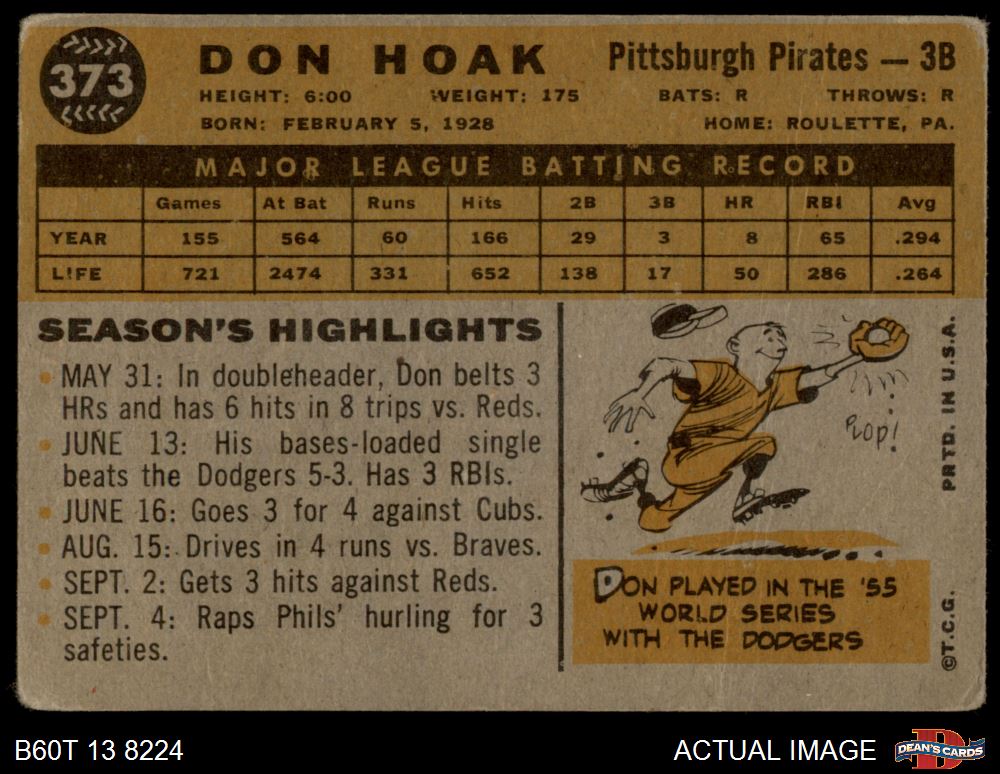 373
DON HOAK
Pittsburgh Pirates — 3B
HEIGHT: 6:00 WEIGHT: 175 BATS: R THROWS: R
BORN: FEBRUARY 5, 1928 HOME: ROULETTE, PA.
MAJOR LEAGUE BATTING RECORD
Games At Bat Runs Hits 2B 3B HR RBI Avg
YEAR 155 564 60 166 29 3 8 65 .294
LIFE 721 2474 331 652 138 17 50 286 .264
SEASON'S HIGHLIGHTS
• MAY 31: In doubleheader, Don belts 3
HRs and has 6 hits in 8 trips vs. Reds.
• JUNE 13: His bases-loaded single
beats the Dodgers 5-3. Has 3 RBIs.
• JUNE 16: Goes 3 for 4 against Cubs.
• AUG. 15: Drives in 4 runs vs. Braves.
• SEPT. 2: Gets 3 hits against Reds.
• SEPT. 4: Raps Phils' hurling for 3
safeties.
PLOP!
DON PLAYED IN THE '55
WORLD SERIES
WITH THE DODGERS
©T.C.G. PRTD. IN U.S.A.
B60T 13 8224
ACTUAL IMAGE
D
DEAN'S CARDS